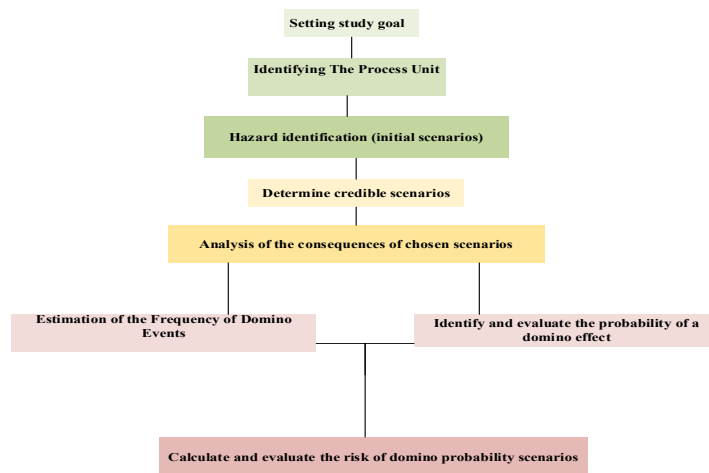 Setting study goal
Identifying The Process Unit
Hazard identification (initial scenarios)
Determine credible scenarios
Analysis of the consequences of chosen scenarios
Estimation of the Frequency of Domino
Events
Identify and evaluate the probability of a
domino effect
Calculate and evaluate the risk of domino probability scenarios